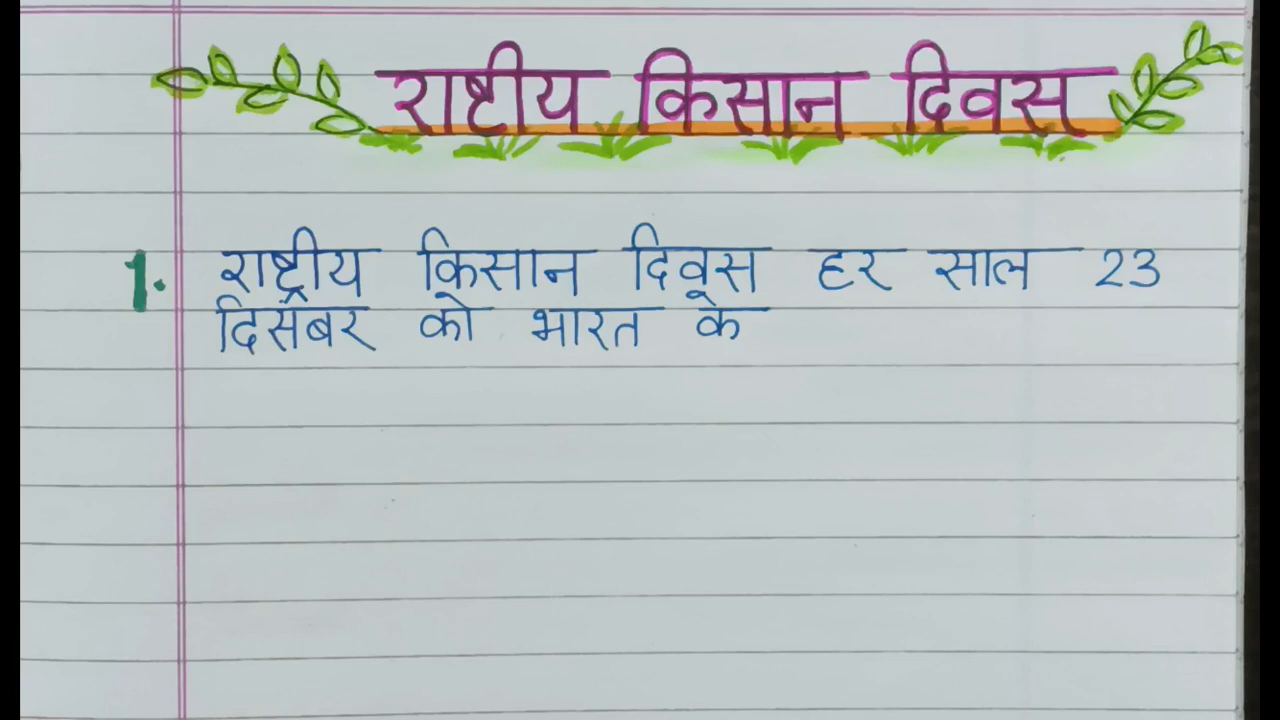 राष्ट्रीय किसान दिवस
1. राष्ट्रीय किसान दिवस हर साल 23
दिसंबर को भारत के